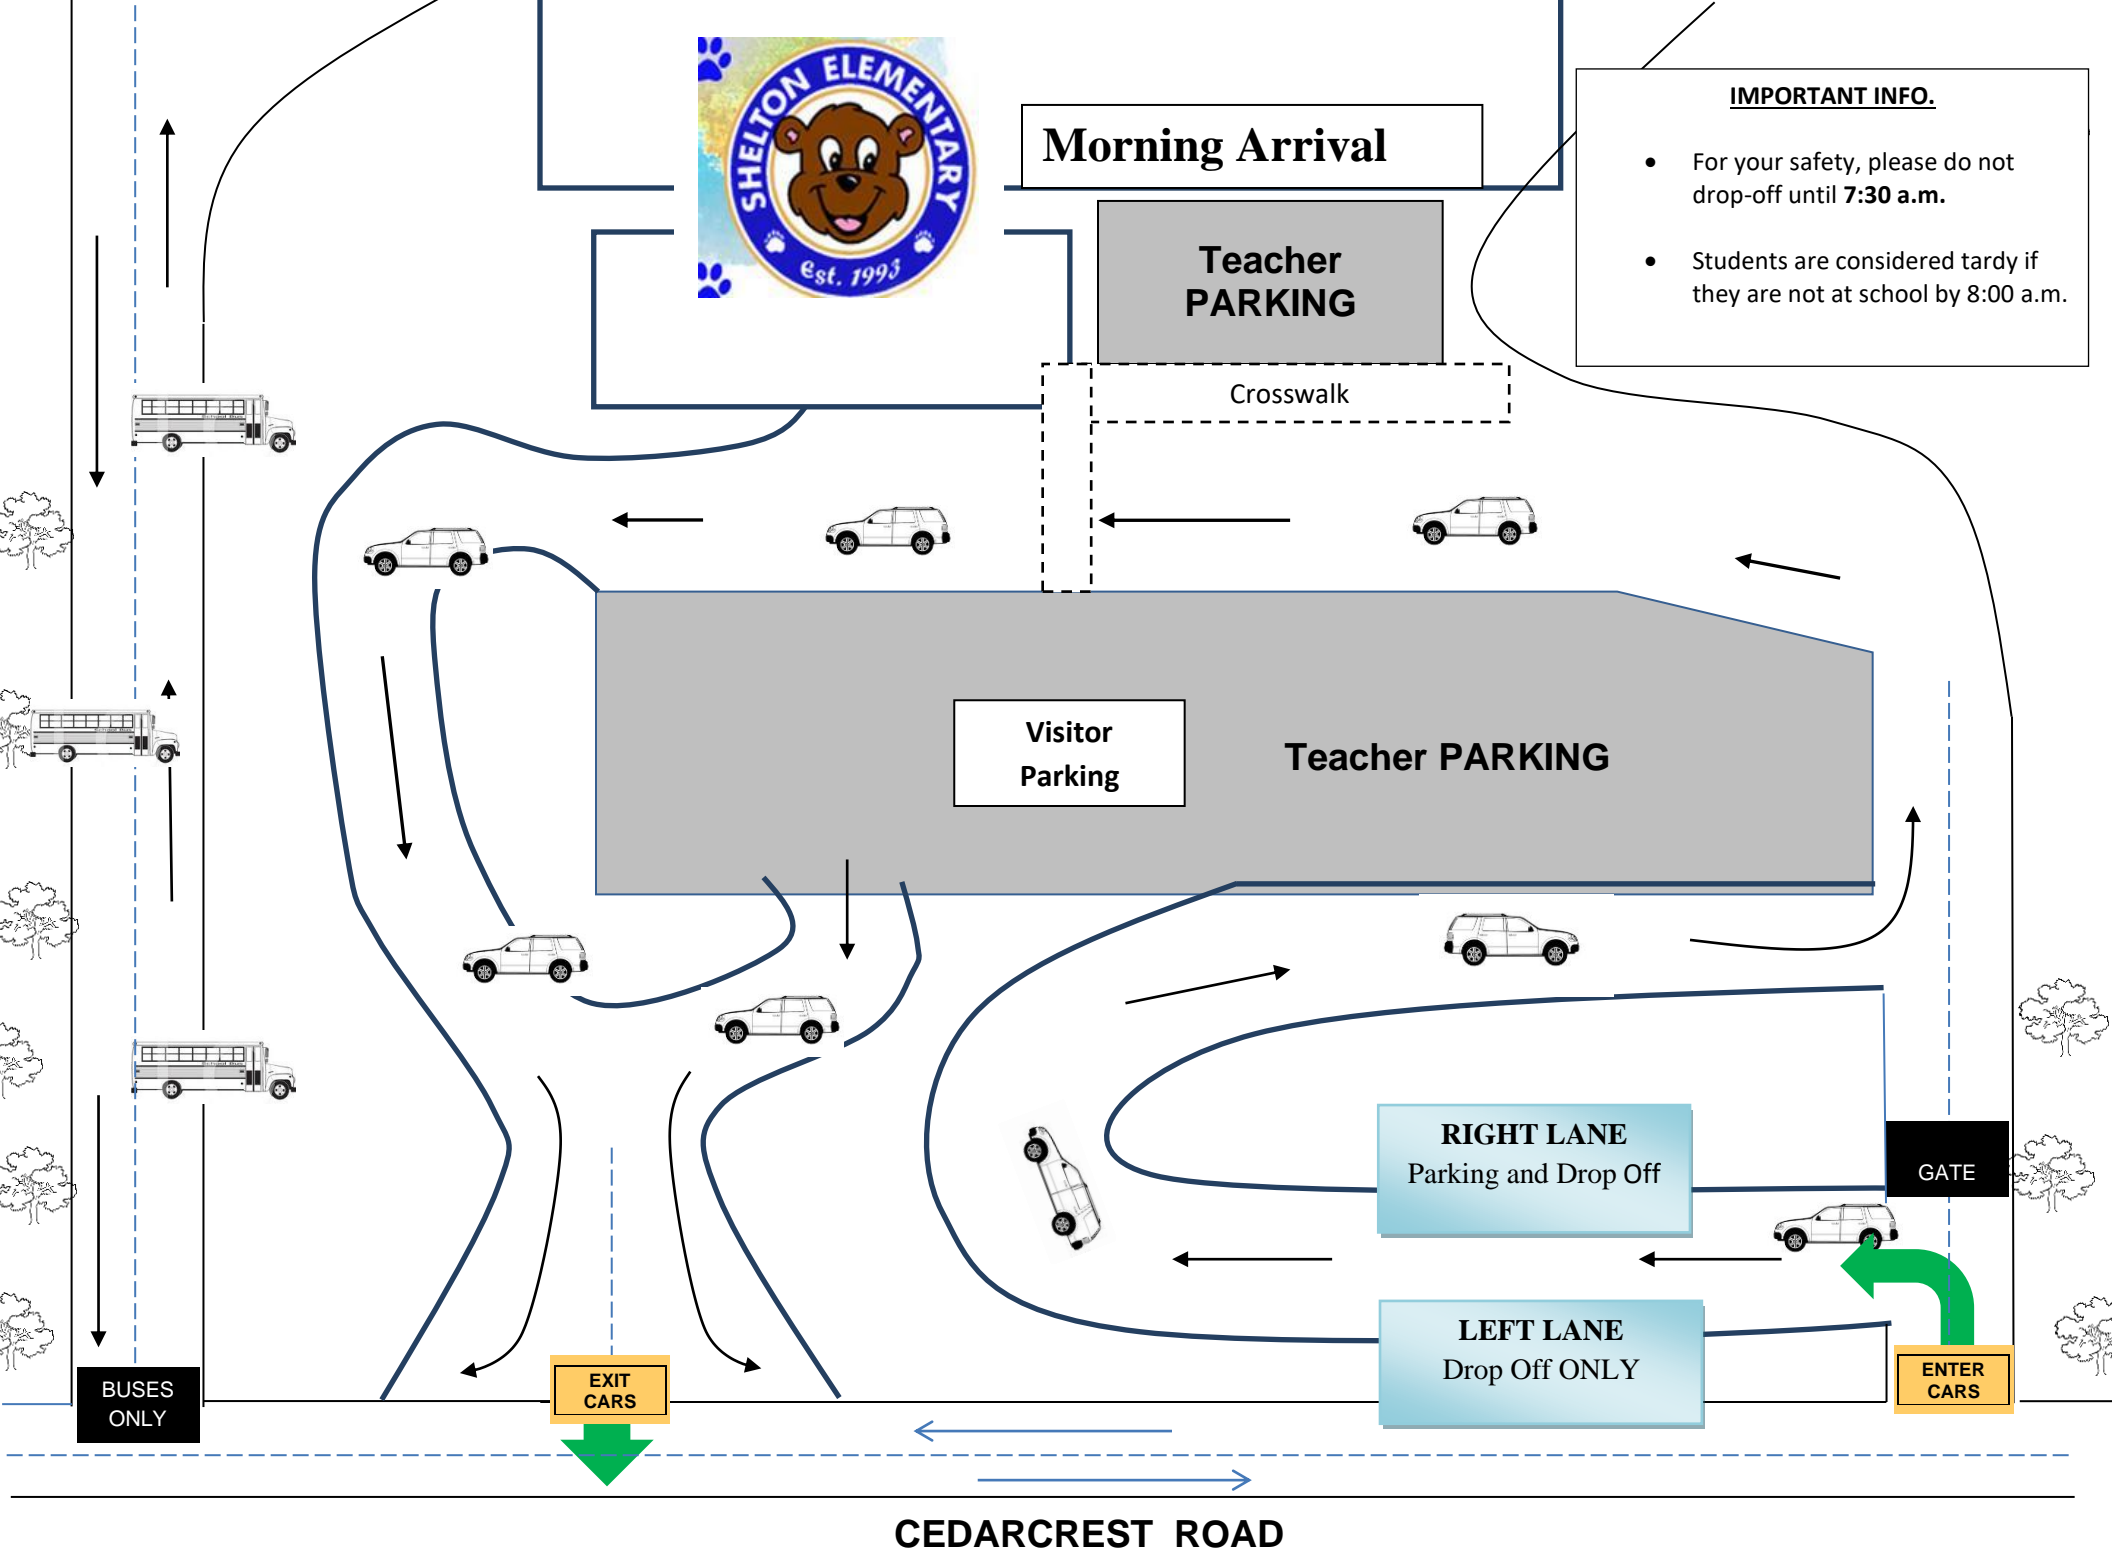 SHELTON ELEMENTARY
Est. 1993
Morning Arrival
IMPORTANT INFO.
• For your safety, please do not
drop-off until 7:30 a.m.
• Students are considered tardy if
they are not at school by 8:00 a.m.
Teacher
PARKING
Crosswalk
Visitor
Parking
Teacher PARKING
RIGHT LANE
Parking and Drop Off
GATE
LEFT LANE
Drop Off ONLY
BUSES
ONLY
EXIT
CARS
ENTER
CARS
CEDARCREST ROAD